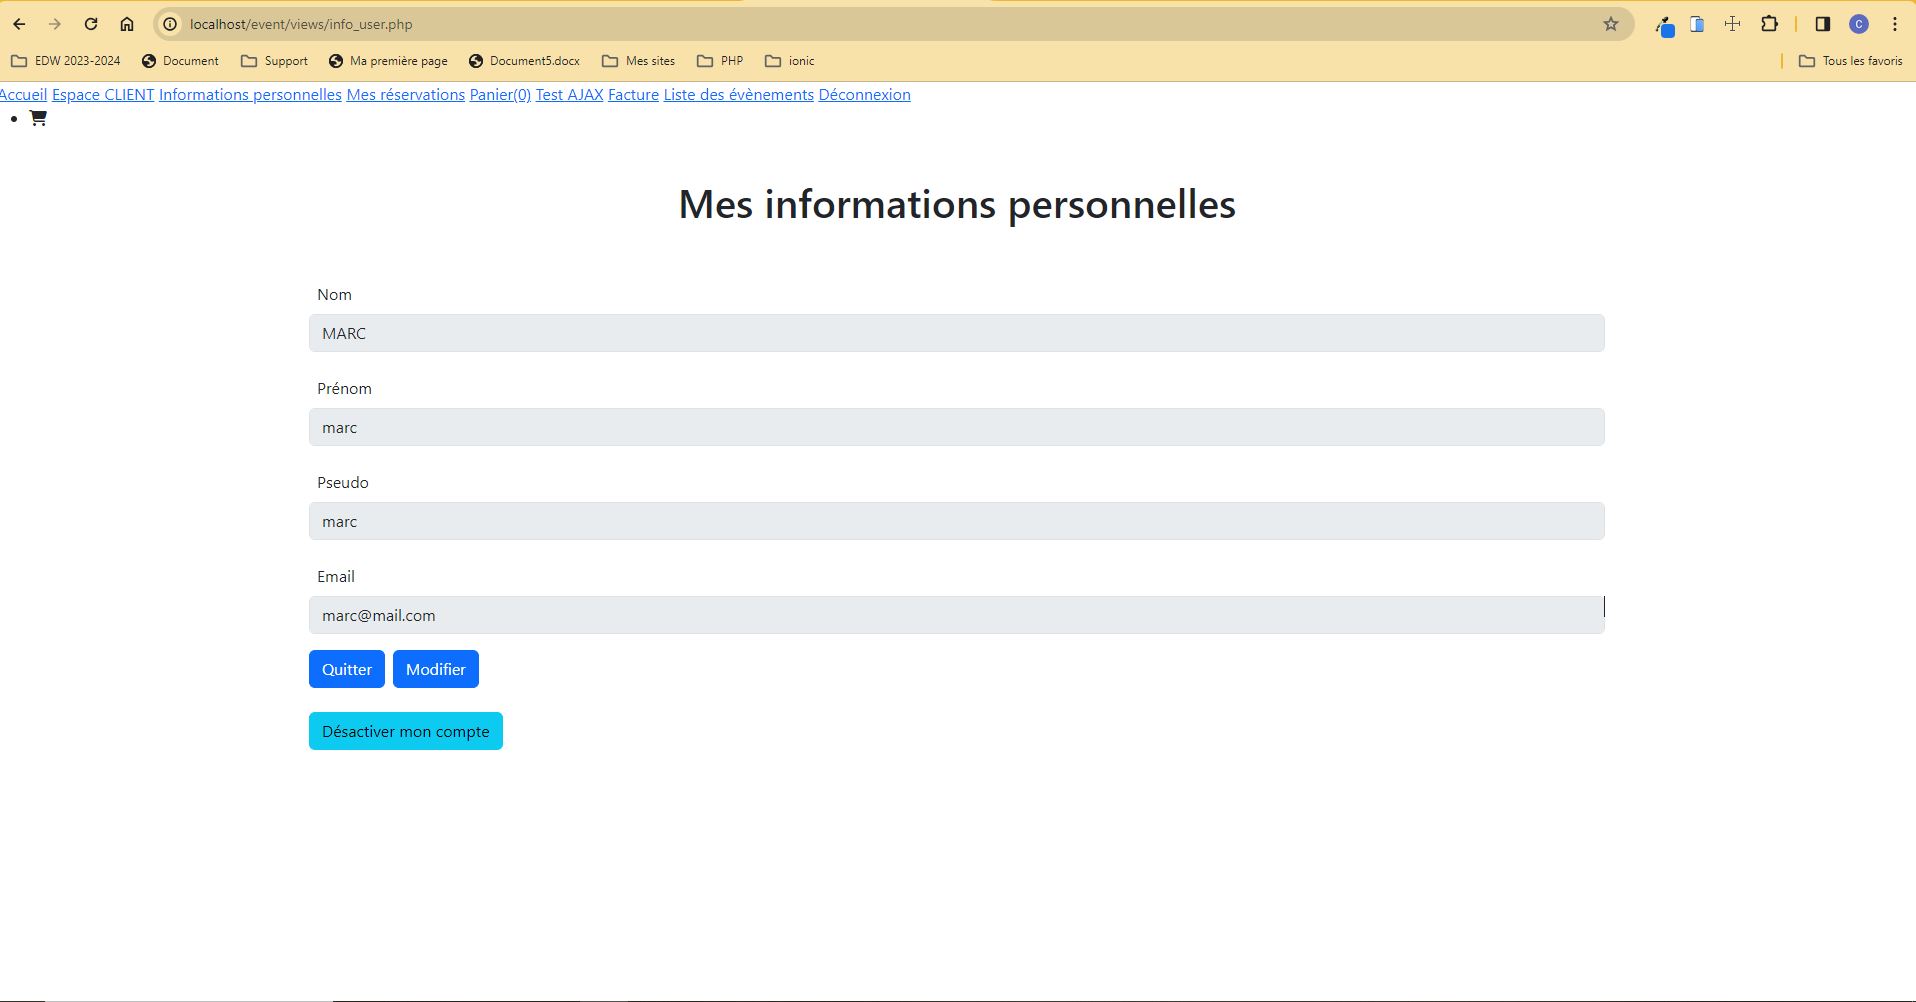 localhost/event/views/info_user.php
C
EDW 2023-2024 Document Support Ma première page Document5.docx Mes sites PHP ionic Tous les favoris
Accueil Espace CLIENT Informations personnelles Mes réservations Panier(0) Test AJAX Facture Liste des évènements Déconnexion
Mes informations personnelles
Nom
MARC
Prénom
marc
Pseudo
marc
Email
marc@mail.com
Quitter Modifier
Désactiver mon compte